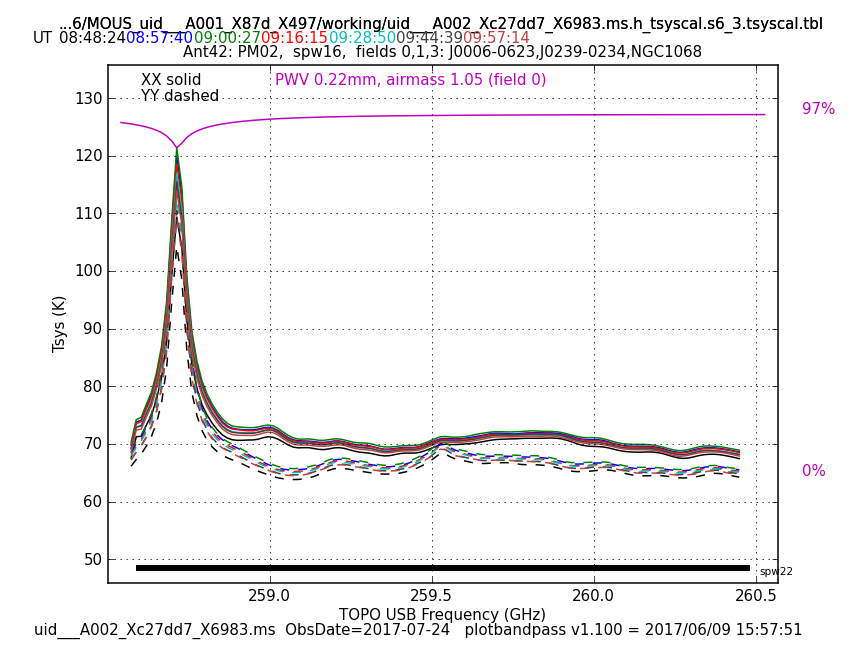 ...6/MOUS_uid___A001_X87d_X497/working/uid___A002_Xc27dd7_X6983.ms.h_tsyscal.s6_3.tsyscal.tbl
UT 08:48:24 08:57:40 09:00:27 09:16:15 09:28:50 09:44:39 09:57:14
Ant42: PM02, spw16, fields 0,1,3: J0006-0623,J0239-0234,NGC1068
XX solid
YY dashed
PWV 0.22mm, airmass 1.05 (field 0)
97%
0%
130
120
110
100
90
80
70
60
50
Tsys (K)
spw22
259.0 259.5 260.0 260.5
TOPO USB Frequency (GHz)
uid___A002_Xc27dd7_X6983.ms ObsDate=2017-07-24 plotbandpass v1.100 = 2017/06/09 15:57:51